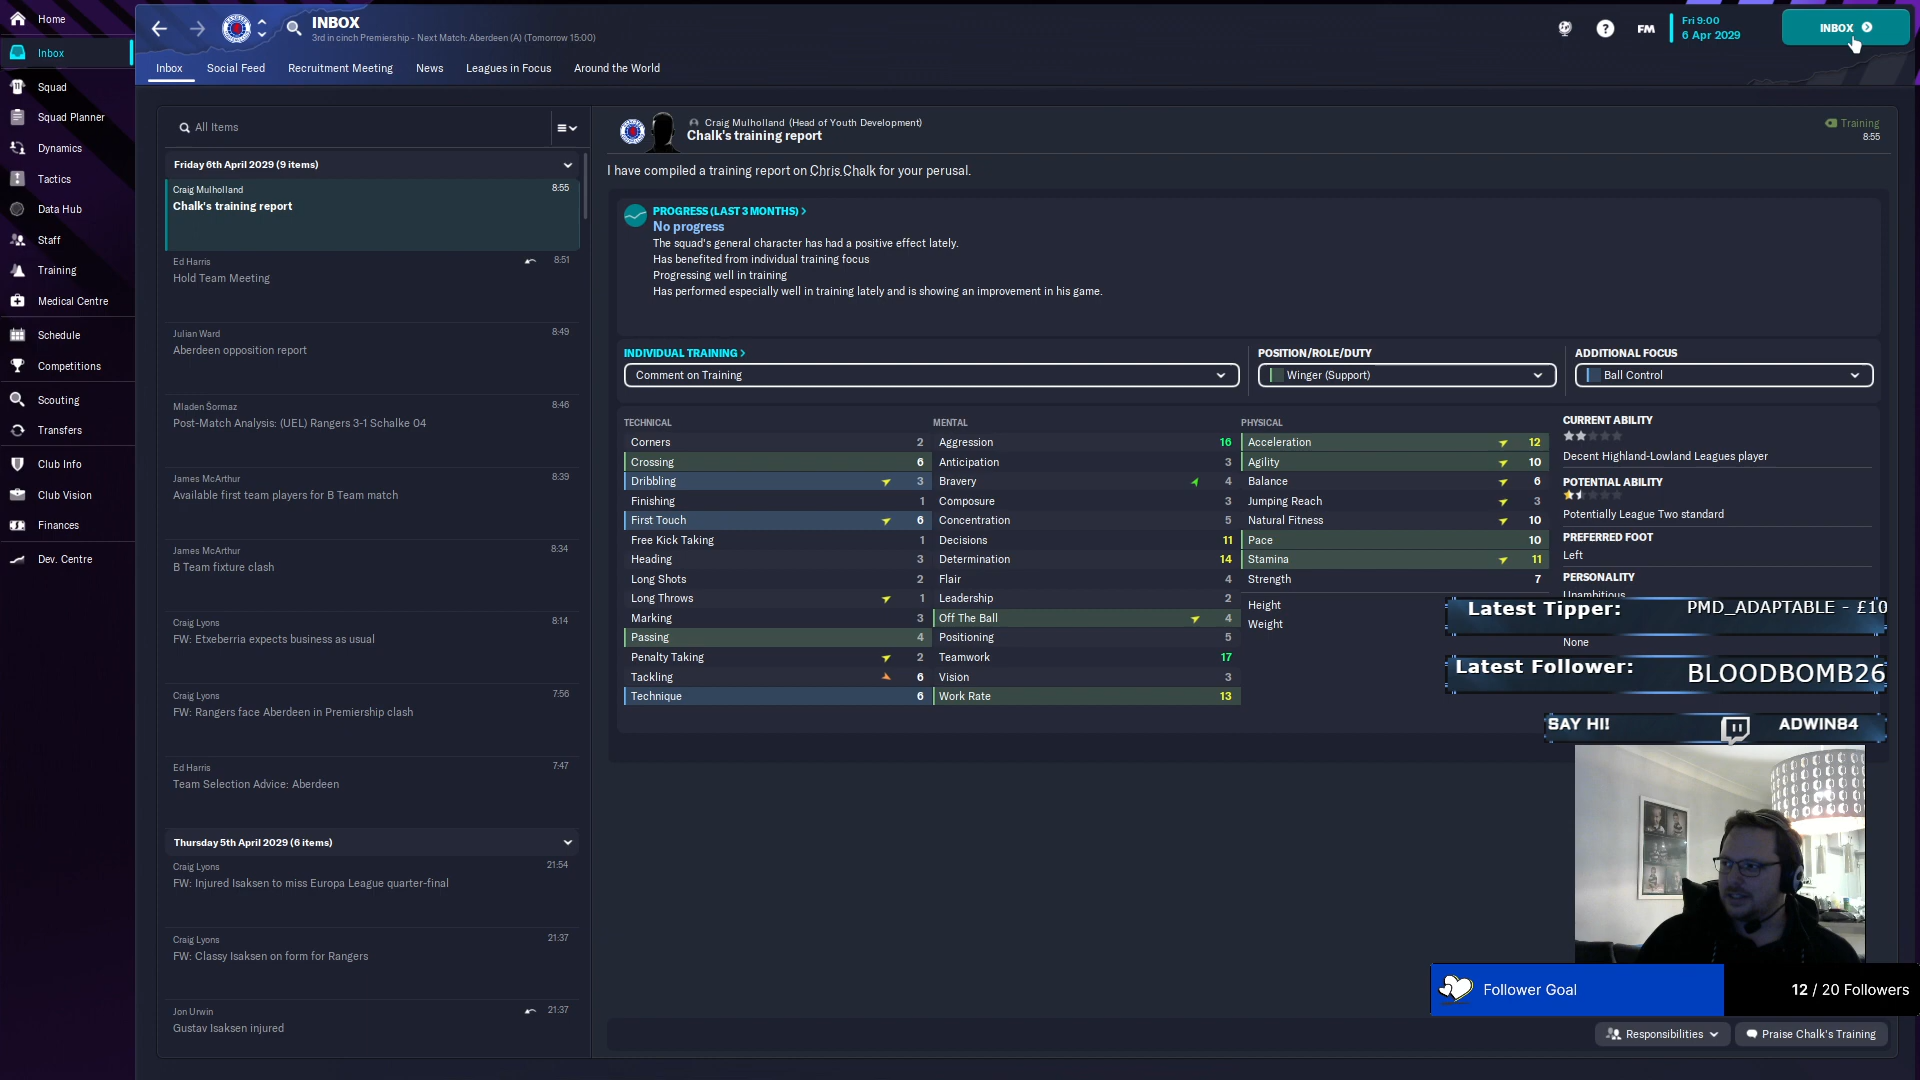 Home
Inbox
Squad
Squad Planner
Dynamics
Tactics
Data Hub
Staff
Training
Medical Centre
Schedule
Competitions
Scouting
Transfers
Club Info
Club Vision
Finances
Dev. Centre
INBOX
3rd in cinch Premiership - Next Match: Aberdeen (A) (Tomorrow 15:00)
FM
Fri 9:00
6 Apr 2029
INBOX
Inbox Social Feed Recruitment Meeting News Leagues in Focus Around the World
All Items
Friday 6th April 2029 (9 items)
Craig Mulholland 8:55
Chalk's training report
Ed Harris 8:51
Hold Team Meeting
Julian Ward 8:49
Aberdeen opposition report
Mladen Šormaz 8:46
Post-Match Analysis: (UEL) Rangers 3-1 Schalke 04
James McArthur 8:39
Available first team players for B Team match
James McArthur 8:34
B Team fixture clash
Craig Lyons 8:14
FW: Etxeberria expects business as usual
Craig Lyons 7:56
FW: Rangers face Aberdeen in Premiership clash
Ed Harris 7:47
Team Selection Advice: Aberdeen
Thursday 5th April 2029 (6 items)
Craig Lyons 21:54
FW: Injured Isaksen to miss Europa League quarter-final
Craig Lyons 21:37
FW: Classy Isaksen on form for Rangers
Jon Urwin 21:37
Gustav Isaksen injured
Craig Mulholland (Head of Youth Development)
Chalk's training report
Training
8:55
I have compiled a training report on Chris Chalk for your perusal.
PROGRESS (LAST 3 MONTHS) >
No progress
The squad's general character has had a positive effect lately.
Has benefited from individual training focus
Progressing well in training
Has performed especially well in training lately and is showing an improvement in his game.
INDIVIDUAL TRAINING > POSITION/ROLE/DUTY ADDITIONAL FOCUS
Comment on Training Winger (Support) Ball Control
TECHNICAL
Corners 2
Crossing 6
Dribbling 3
Finishing 1
First Touch 6
Free Kick Taking 1
Heading 3
Long Shots 2
Long Throws 1
Marking 3
Passing 4
Penalty Taking 2
Tackling 6
Technique 6
MENTAL
Aggression 16
Anticipation 3
Bravery 4
Composure 3
Concentration 5
Decisions 11
Determination 14
Flair 4
Leadership 2
Off The Ball 4
Positioning 5
Teamwork 17
Vision 3
Work Rate 13
PHYSICAL
Acceleration 12
Agility 10
Balance 6
Jumping Reach 3
Natural Fitness 10
Pace 10
Stamina 11
Strength 7
Height
Weight
CURRENT ABILITY
Decent Highland-Lowland Leagues player
POTENTIAL ABILITY
Potentially League Two standard
PREFERRED FOOT
Left
PERSONALITY
Unambitious
None
Latest Tipper: PMD_ADAPTABLE - £10
Latest Follower: BLOODBOMB26
SAY HI! ADWIN84
Follower Goal 12 / 20 Followers
Responsibilities Praise Chalk's Training